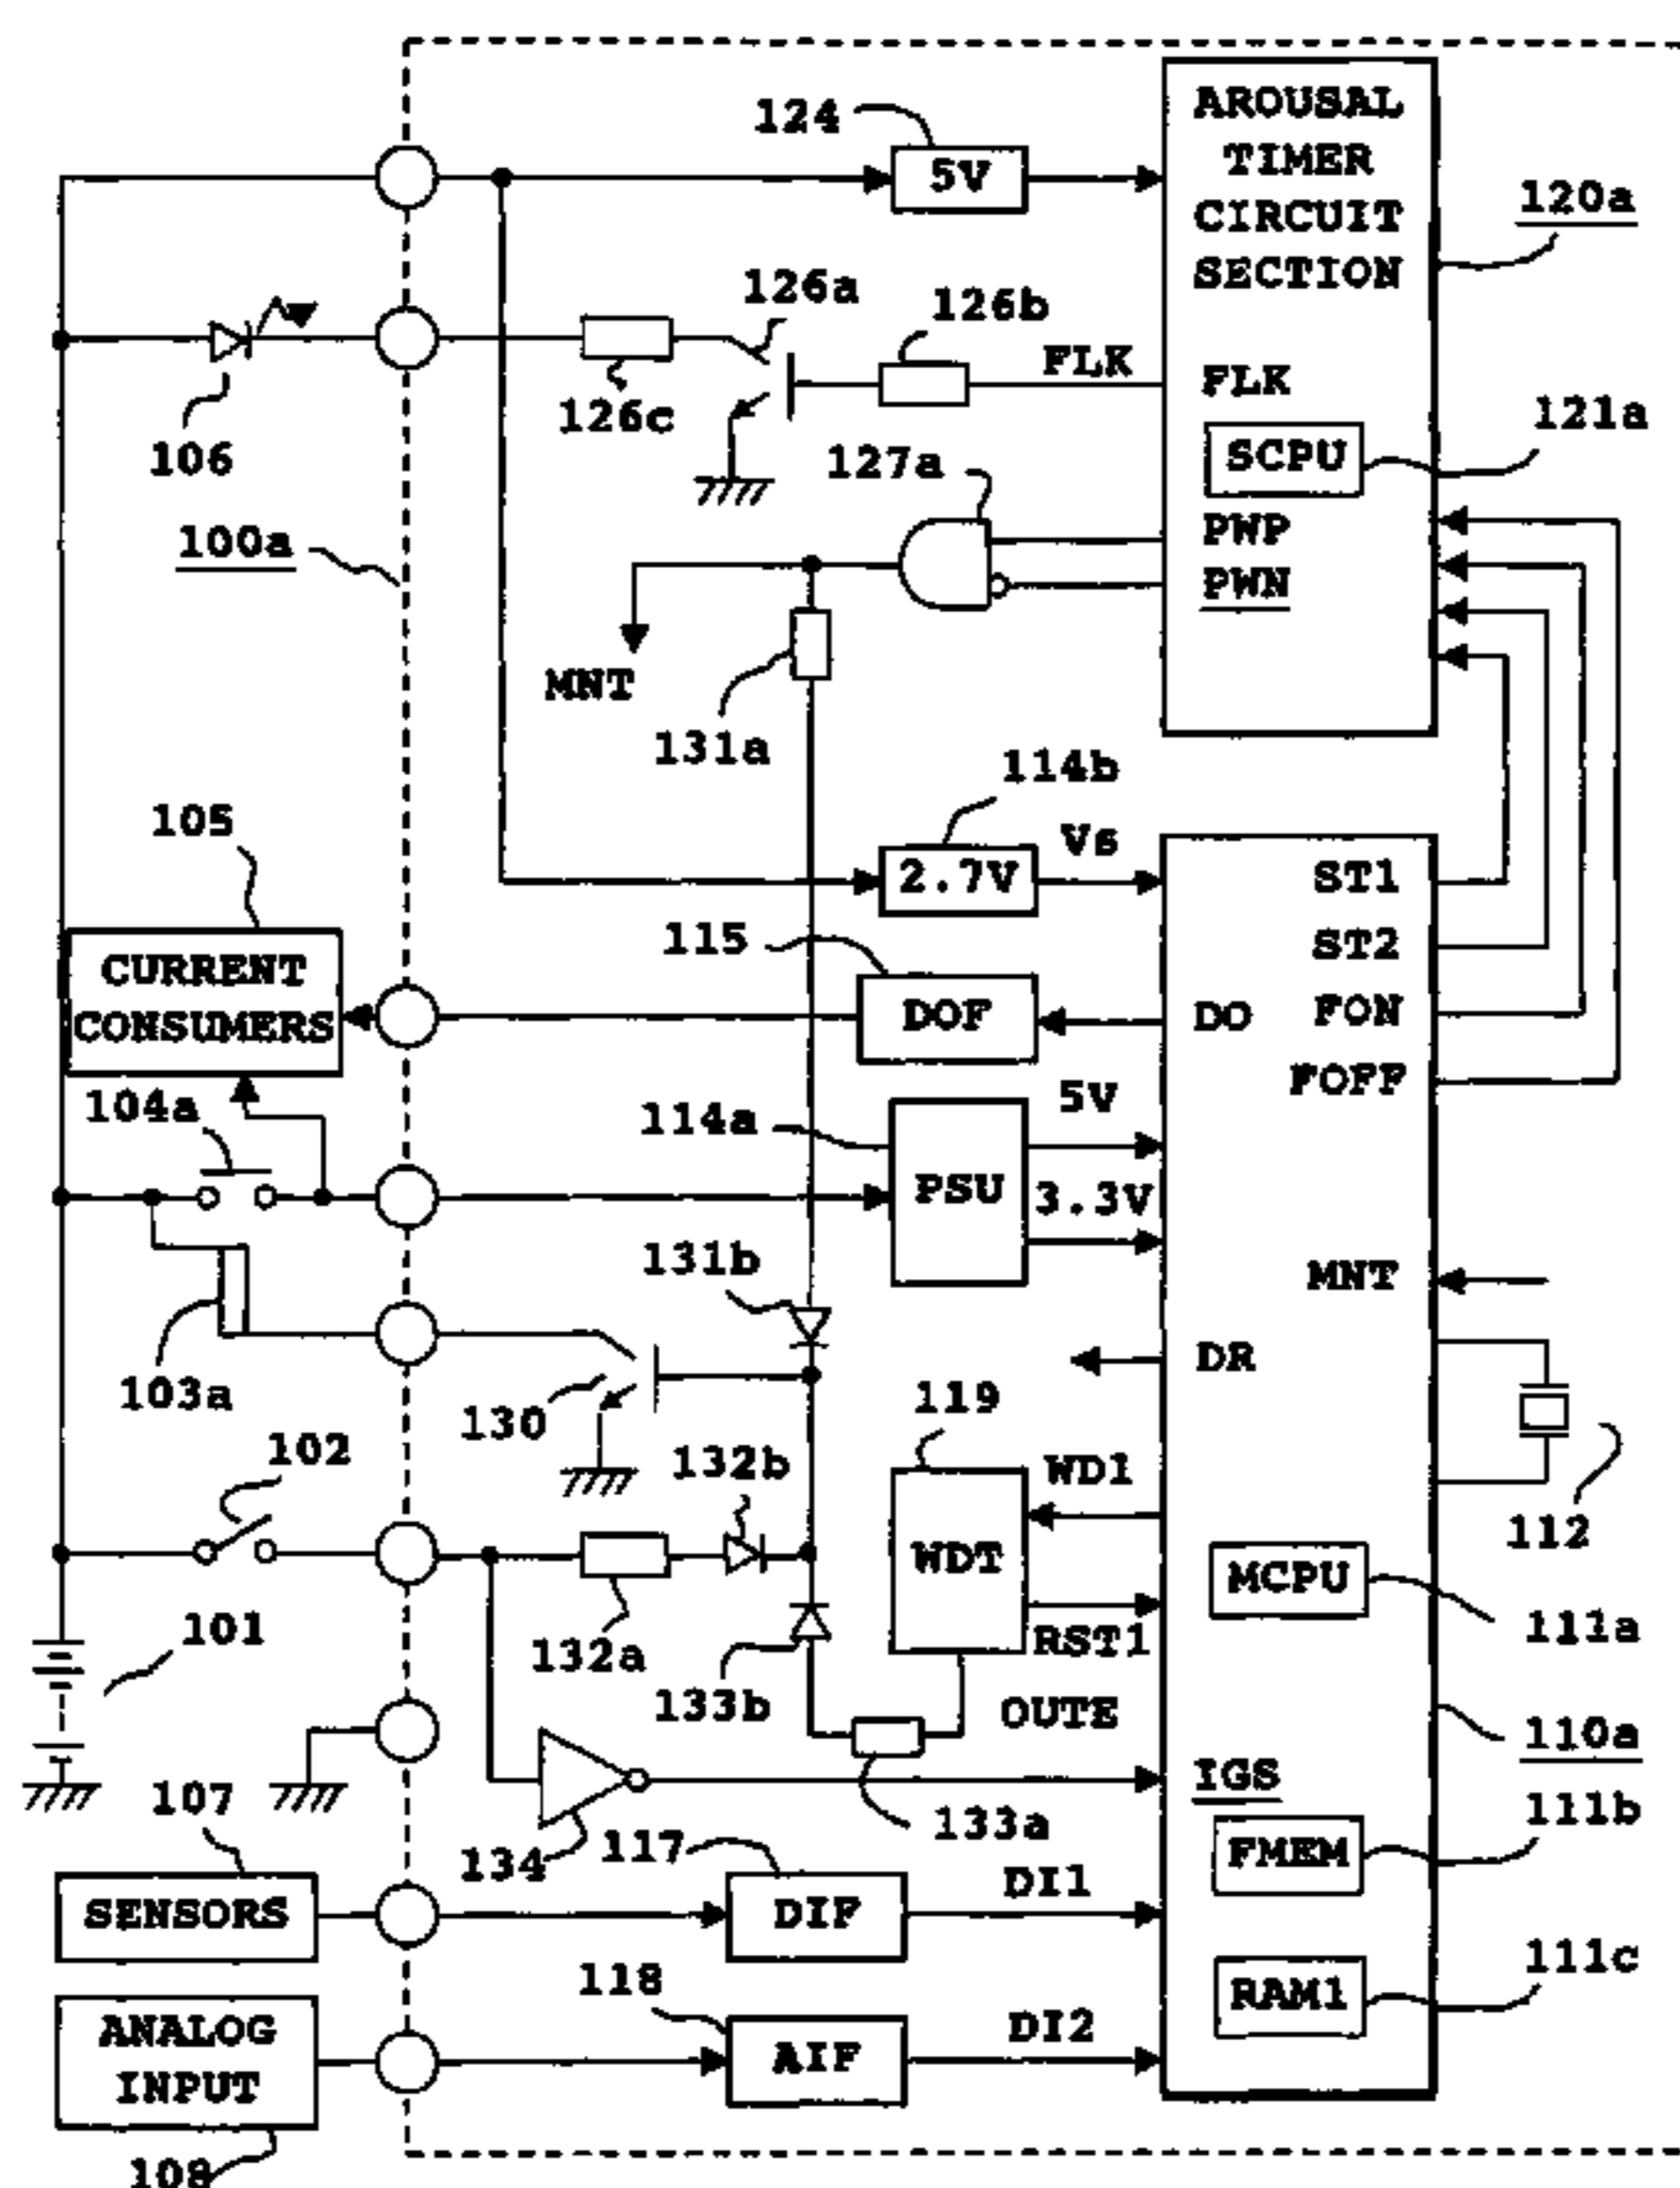 AROUSAL
TIMER
CIRCUIT
SECTION
124
5V
120a
126a
126b
FLK
FLK
106
126c
121a
SCPU
127a
100a
PWP
PWN
MNT
131a
114b
105
Vs
2.7V
ST1
115
ST2
CURRENT
CONSUMERS
DOF
DO
FON
FOFF
104a
5V
114a
PSU
3.3V
131b
MNT
DR
103a
119
130
102
132b
WD1
112
WDT
MCPU
101
132a
RST1
111a
133b
OUTE
110a
107
IGS
133a
111b
134
117
FMEM
DI1
SENSORS
DIF
111c
118
RAM1
ANALOG
INPUT
DI2
AIF
108